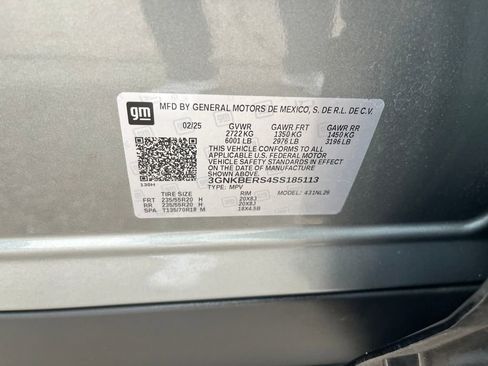 gm
MFD BY GENERAL MOTORS DE MEXICO, S. DE R.L. DE C.V.
02/25 GVWR GAWR FRT GAWR RR
2722 KG 1350 KG 1450 KG
6001 LB 2976 LB 3196 LB
THIS VEHICLE CONFORMS TO ALL
APPLICABLE U.S. FEDERAL MOTOR
VEHICLE SAFETY STANDARDS IN EFFECT
ON THE DATE OF MANUFACTURE
SHOWN ABOVE.
3GNKBERS4SS185113
TYPE: MPV MODEL: 431NL26
139H
TIRE SIZE RIM
FRT 235/55R20 H 20X8J
RR 235/55R20 H 20X8J
SPA T135/70R18 M 18X4.5B